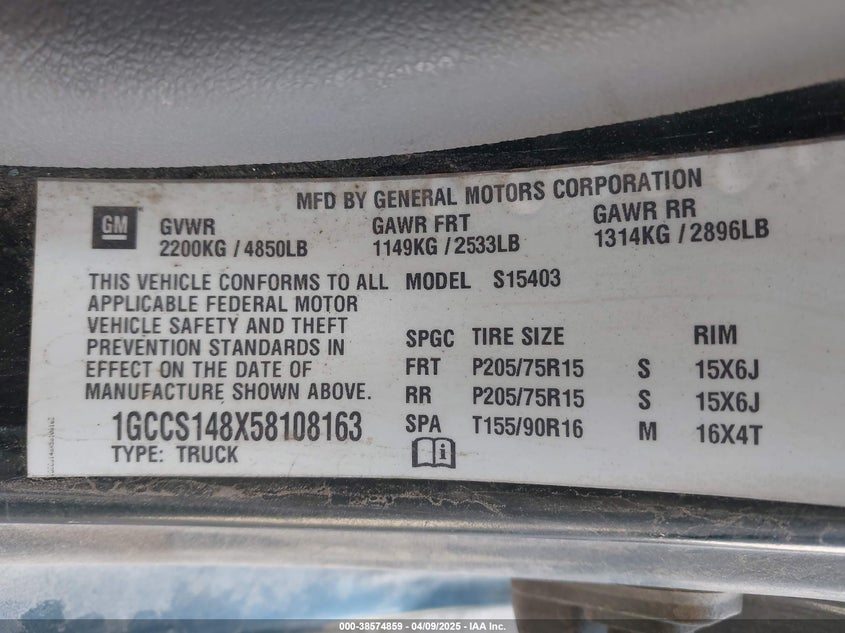 MFD BY GENERAL MOTORS CORPORATION
GM
GVWR GAWR FRT GAWR RR
2200KG / 4850LB 1149KG / 2533LB 1314KG / 2896LB
THIS VEHICLE CONFORMS TO ALL
APPLICABLE FEDERAL MOTOR
VEHICLE SAFETY AND THEFT
PREVENTION STANDARDS IN
EFFECT ON THE DATE OF
MANUFACTURE SHOWN ABOVE.
1GCCS148X58108163
TYPE: TRUCK
MODEL S15403
SPGC TIRE SIZE RIM
FRT P205/75R15 S 15X6J
RR P205/75R15 S 15X6J
SPA T155/90R16 M 16X4T
i
000-38574859 - 04/09/2025 - IAA Inc.